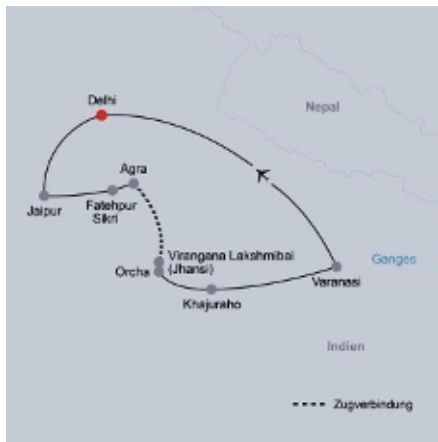 Nepal
Delhi
Agra
Jaipur
Fatehpur
Sikri
Virangana Lakshmibai
(Jhansi)
Orcha
Khajuraho
Varanasi
Ganges
Indien
Zugverbindung